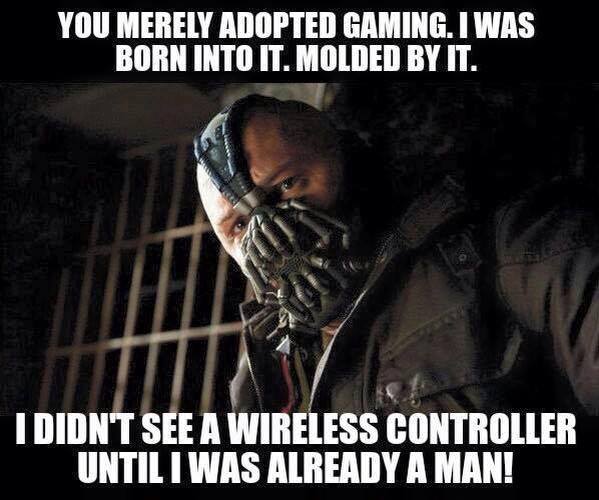 YOU MERELY ADOPTED GAMING. I WAS
BORN INTO IT. MOLDED BY IT.
I DIDN'T SEE A WIRELESS CONTROLLER
UNTIL I WAS ALREADY A MAN!